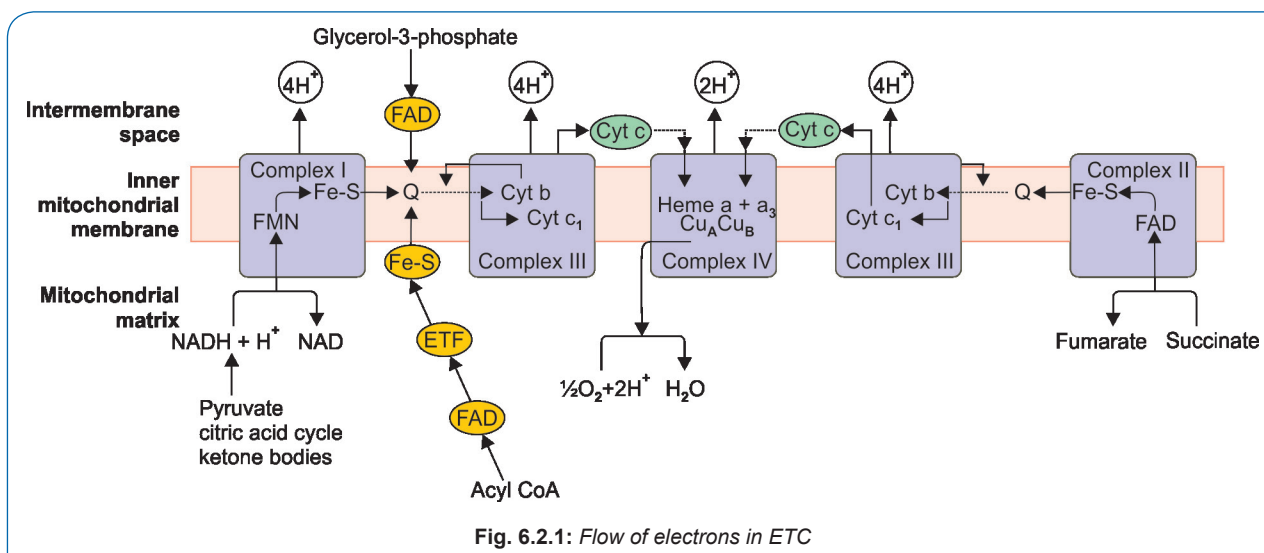 Glycerol-3-phosphate
4H⁺ 4H⁺ 2H⁺ 4H⁺
Intermembrane
space
FAD
Cyt c Cyt c
Inner
mitochondrial
membrane
Complex I
Fe-S
FMN
Q
Cyt b
Cyt c₁
Complex III
Heme a + a₃
Cu_A Cu_B
Complex IV
Cyt b
Cyt c₁
Complex III
Q
Complex II
Fe-S
FAD
Fe-S
Mitochondrial
matrix
NADH + H⁺ NAD
ETF
½O₂+2H⁺ H₂O
Fumarate Succinate
Pyruvate
citric acid cycle
ketone bodies
FAD
Acyl CoA
Fig. 6.2.1: Flow of electrons in ETC